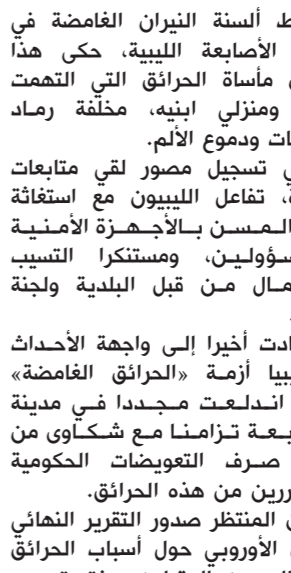 ط ألسنة النيران الغامضة في
الأصابعة الليبية، حكى هذا
مأساة الحرائق التي التهمت
ومنزلي ابنيه، مخلفة رماد
ات ودموع الألم.
ي تسجيل مصور لقي متابعات
ة، تفاعل الليبيون مع استغاثة
المسن بالأجهزة الأمنية
سؤولين، ومستنكرا التسيب
مال من قبل البلدية ولجنة
ادت أخيرا إلى واجهة الأحداث
يبيا أزمة «الحرائق الغامضة»
اندلعت مجددا في مدينة
بعة تزامنا مع شكاوى من
صرف التعويضات الحكومية
ررين من هذه الحرائق.
ن المنتظر صدور التقرير النهائي
الأوروبي حول أسباب الحرائق